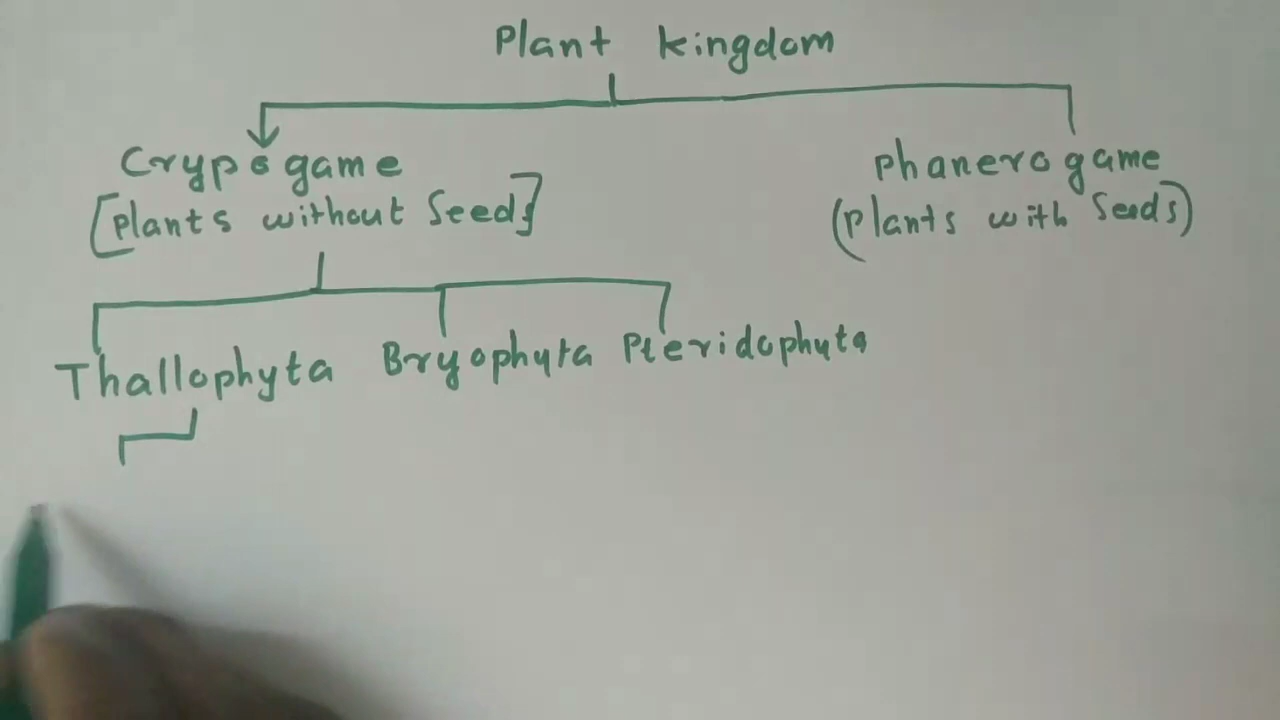 Plant kingdom
Crypogame
phanerogame
[plants without Seeds]
(plants with Seeds)
Thallophyta Bryophyta Pteridophyta